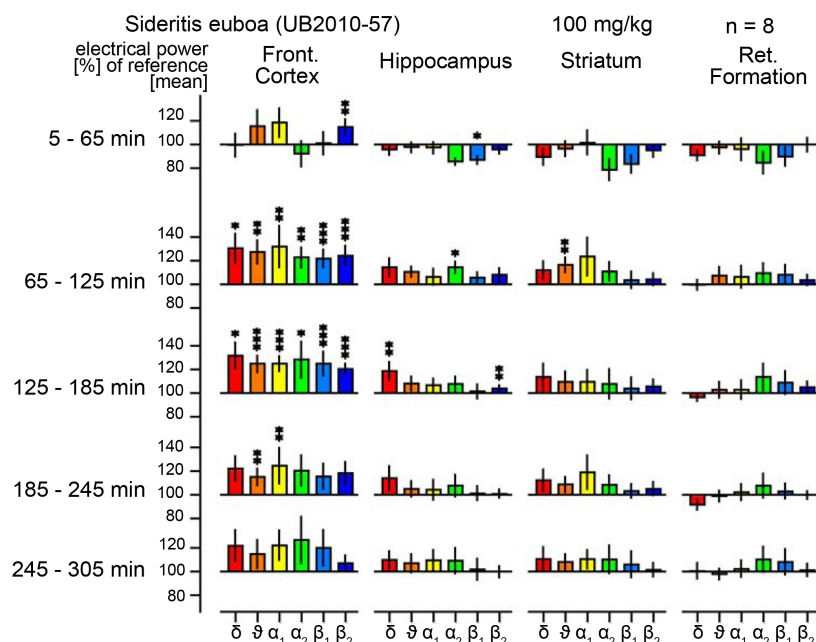 Sideritis euboa (UB2010-57) 100 mg/kg n = 8
electrical power
[%] of reference
[mean]
Front.
Cortex
Hippocampus
Striatum
Ret.
Formation
5 - 65 min
120
100
80
** *
65 - 125 min
140
120
100
80
* ** ** ** *** *** * **
125 - 185 min
140
120
100
80
* *** *** * *** *** ** **
185 - 245 min
140
120
100
80
** **
245 - 305 min
120
100
80
δ ϑ α1 α2 β1 β2 δ ϑ α1 α2 β1 β2 δ ϑ α1 α2 β1 β2 δ ϑ α1 α2 β1 β2